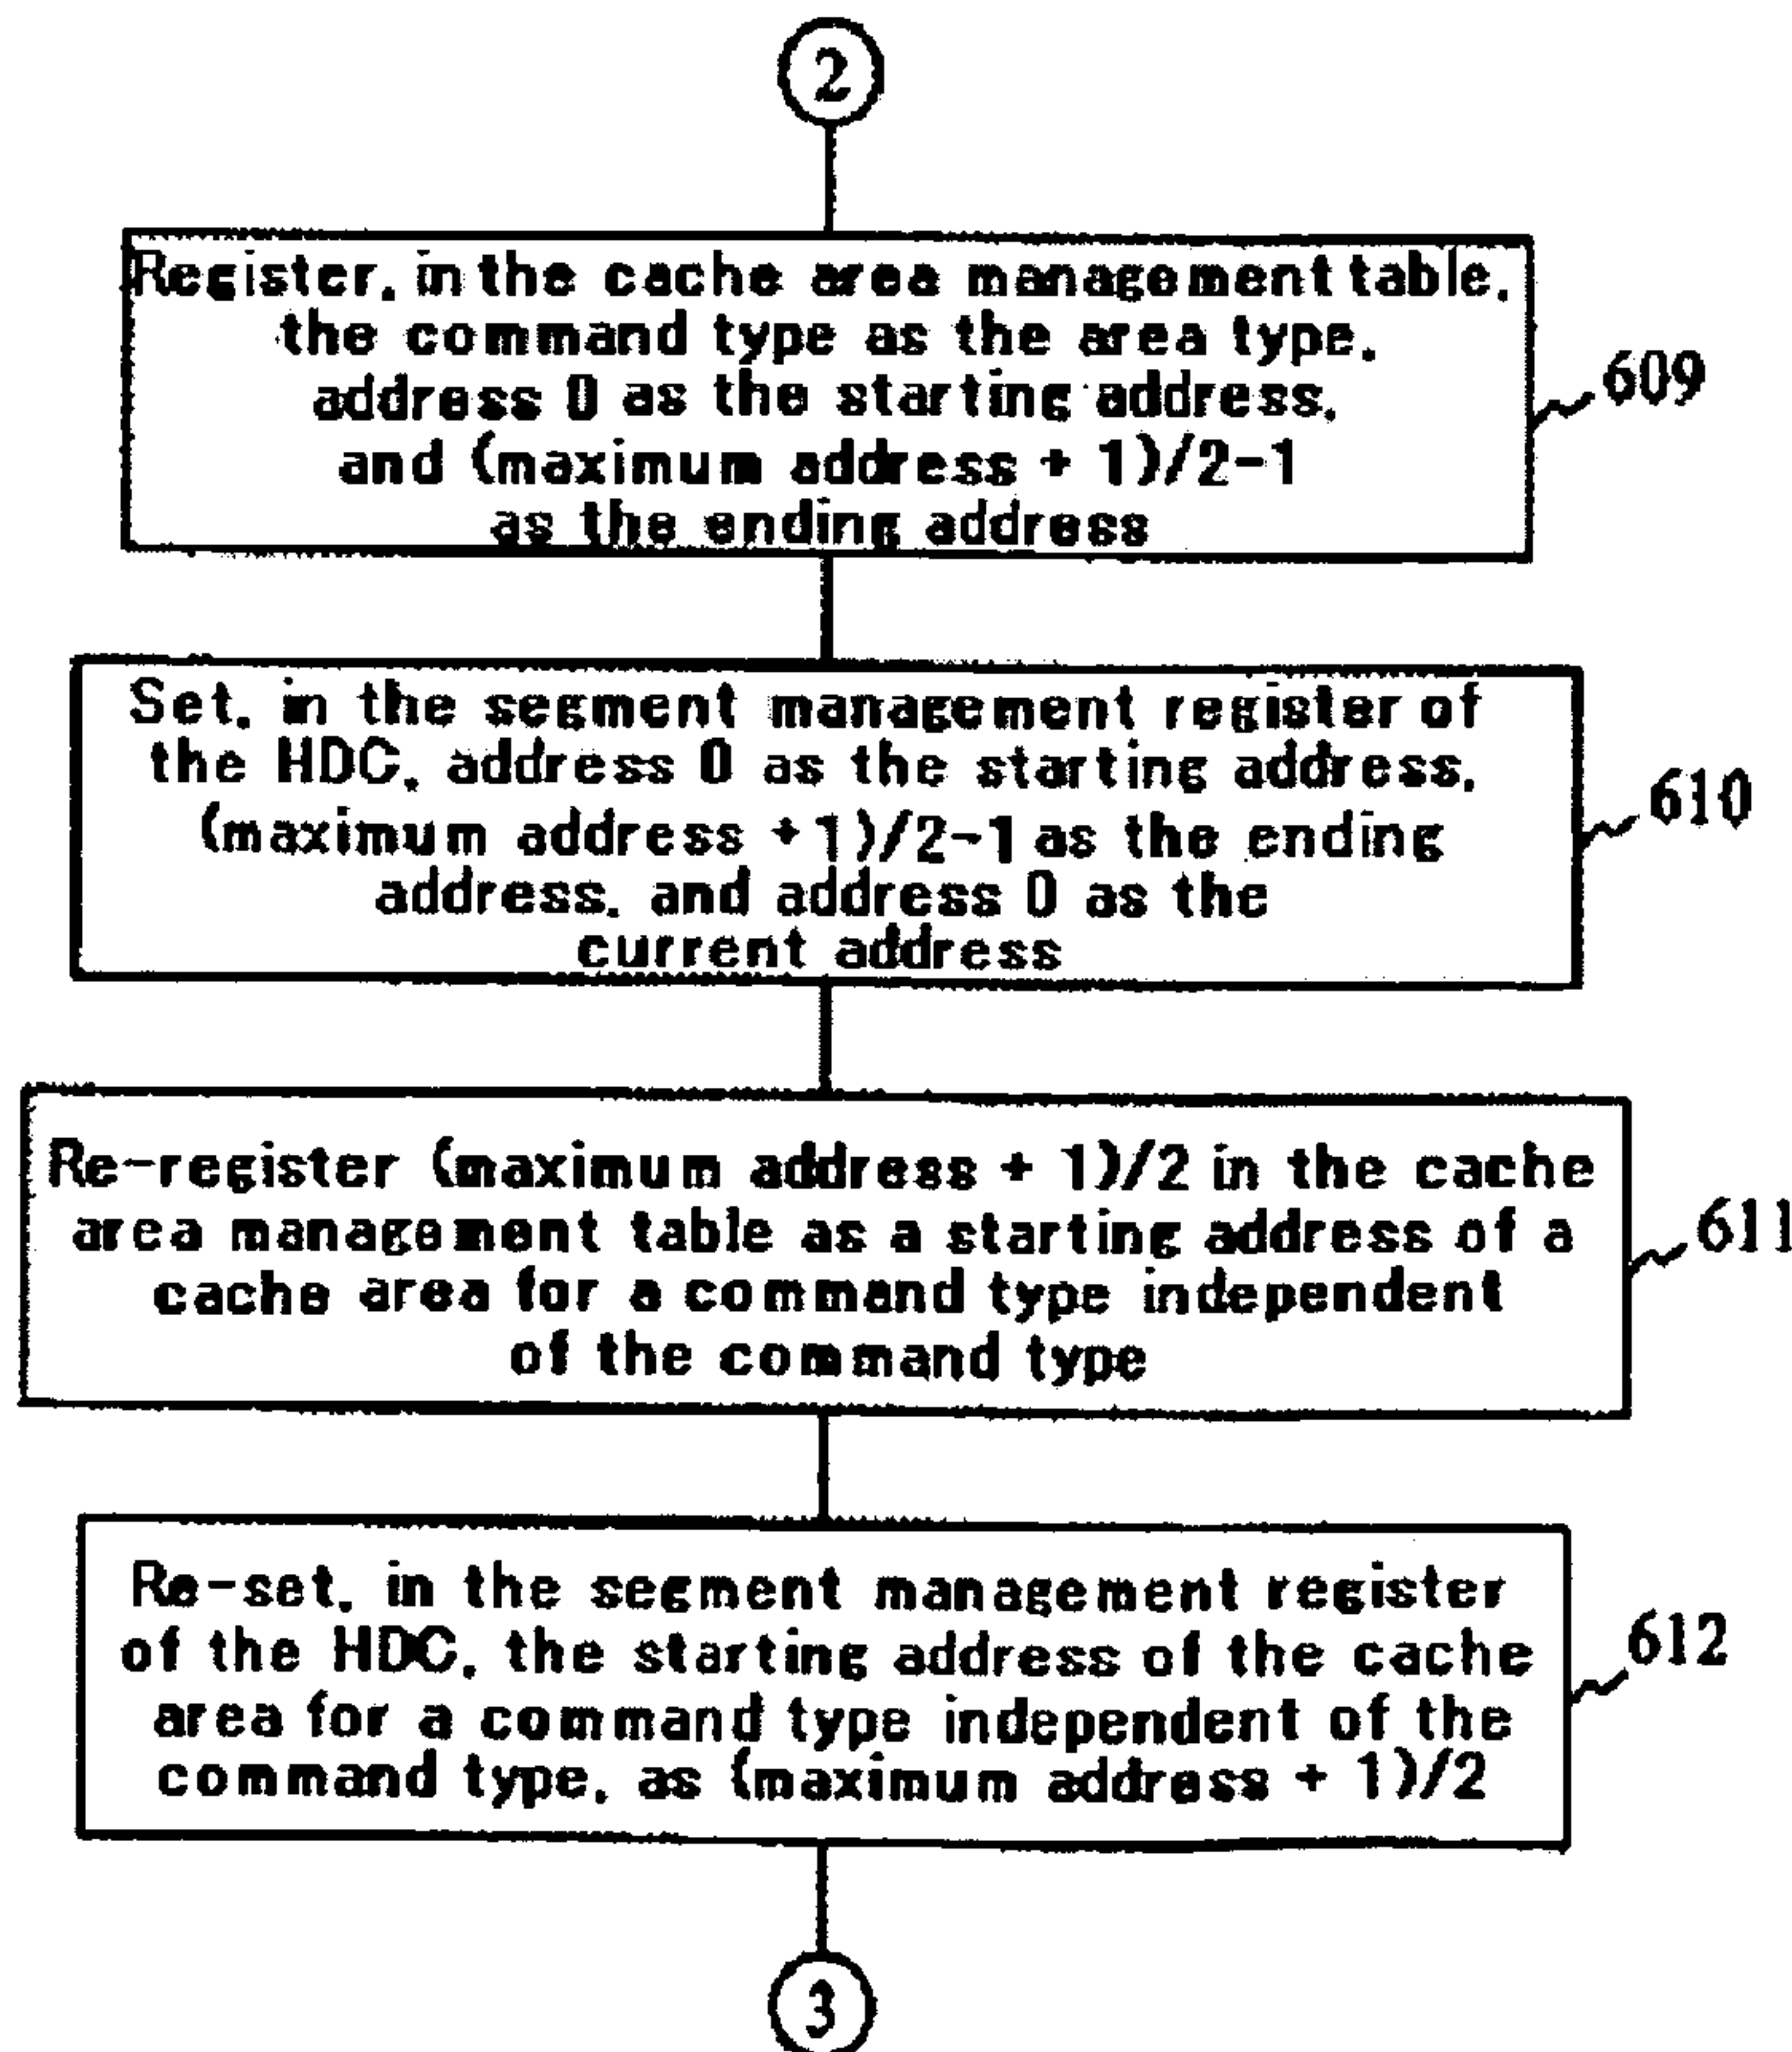 2
Register, in the cache area management table,
the command type as the area type,
address 0 as the starting address,
and (maximum address + 1)/2-1
as the ending address
609
Set, in the segment management register of
the HDC, address 0 as the starting address,
(maximum address +1)/2-1 as the ending
address, and address 0 as the
current address
610
Re-register (maximum address + 1)/2 in the cache
area management table as a starting address of a
cache area for a command type independent
of the command type
611
Re-set, in the segment management register
of the HDC, the starting address of the cache
area for a command type independent of the
command type, as (maximum address + 1)/2
612
3